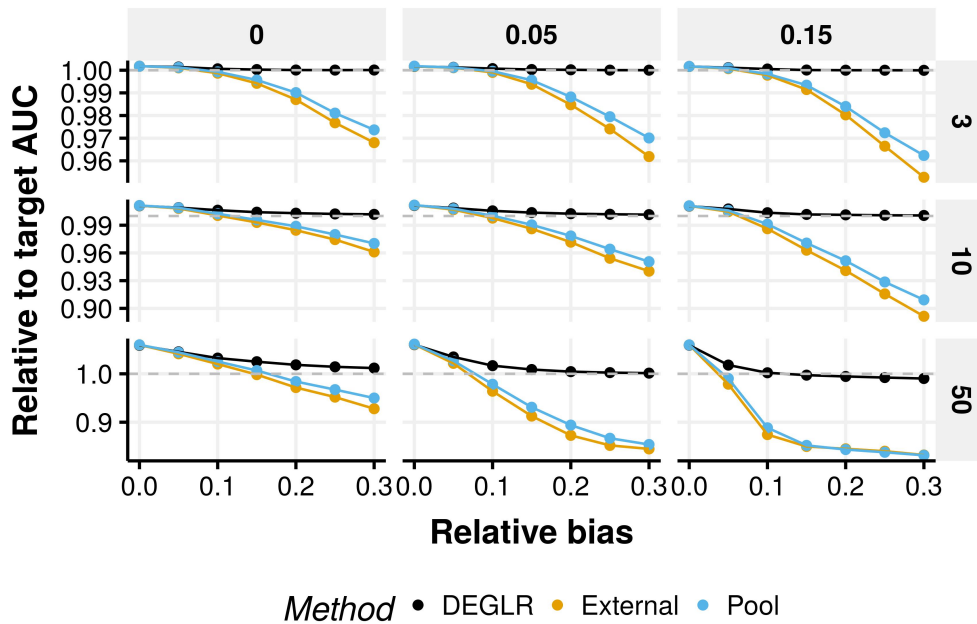 0 0.05 0.15
1.00
0.99
0.98
0.97
0.96
3
0.99
0.96
0.93
0.90
10
1.0
0.9
50
0.0 0.1 0.2 0.3 0.0 0.1 0.2 0.3 0.0 0.1 0.2 0.3
Relative to target AUC
Relative bias
Method DEGLR External Pool